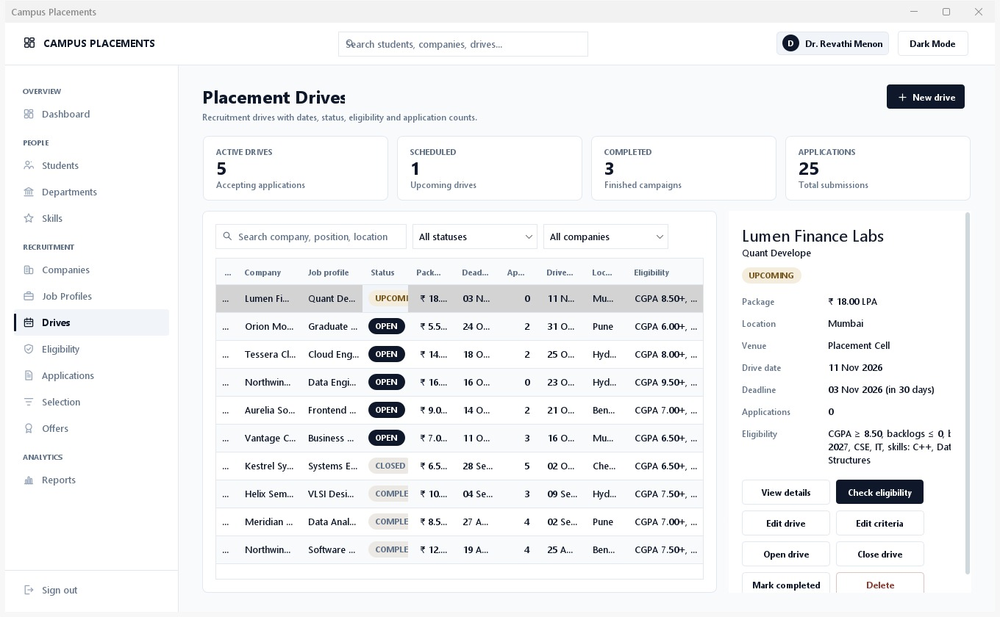 Campus Placements
CAMPUS PLACEMENTS
Search students, companies, drives...
D Dr. Revathi Menon
Dark Mode
OVERVIEW
Dashboard
PEOPLE
Students
Departments
Skills
RECRUITMENT
Companies
Job Profiles
Drives
Eligibility
Applications
Selection
Offers
ANALYTICS
Reports
Sign out
Placement Drives
Recruitment drives with dates, status, eligibility and application counts.
+ New drive
ACTIVE DRIVES
5
Accepting applications
SCHEDULED
1
Upcoming drives
COMPLETED
3
Finished campaigns
APPLICATIONS
25
Total submissions
Search company, position, location
All statuses
All companies
... Company Job profile Status Pack... Dead... Ap... Drive... Loc... Eligibility
... Lumen Fi... Quant De... UPCOMI ₹ 18.... 03 N... 0 11 N... Mu... CGPA 8.50+, ...
... Orion Mo... Graduate ... OPEN ₹ 5.5... 24 O... 2 31 O... Pune CGPA 6.00+, ...
... Tessera Cl... Cloud Eng... OPEN ₹ 14.... 18 O... 2 25 O... Hyd... CGPA 8.00+, ...
... Northwin... Data Engi... OPEN ₹ 16.... 16 O... 0 23 O... Hyd... CGPA 9.50+, ...
... Aurelia So... Frontend ... OPEN ₹ 9.0... 14 O... 2 21 O... Ben... CGPA 7.00+, ...
... Vantage C... Business ... OPEN ₹ 7.0... 11 O... 3 16 O... Mu... CGPA 6.50+, ...
... Kestrel Sy... Systems E... CLOSED ₹ 6.5... 28 Se... 5 02 O... Che... CGPA 6.50+, ...
... Helix Sem... VLSI Desi... COMPLE ₹ 10.... 04 Se... 3 09 Se... Hyd... CGPA 7.50+, ...
... Meridian ... Data Anal... COMPLE ₹ 8.5... 27 A... 4 02 Se... Pune CGPA 7.00+, ...
... Northwin... Software ... COMPLE ₹ 12.... 19 A... 4 25 A... Ben... CGPA 7.50+, ...
Lumen Finance Labs
Quant Develope
UPCOMING
Package ₹ 18.00 LPA
Location Mumbai
Venue Placement Cell
Drive date 11 Nov 2026
Deadline 03 Nov 2026 (in 30 days)
Applications 0
Eligibility CGPA ≥ 8.50, backlogs ≤ 0, b
2027, CSE, IT, skills: C++, Dat
Structures
View details Check eligibility
Edit drive Edit criteria
Open drive Close drive
Mark completed Delete